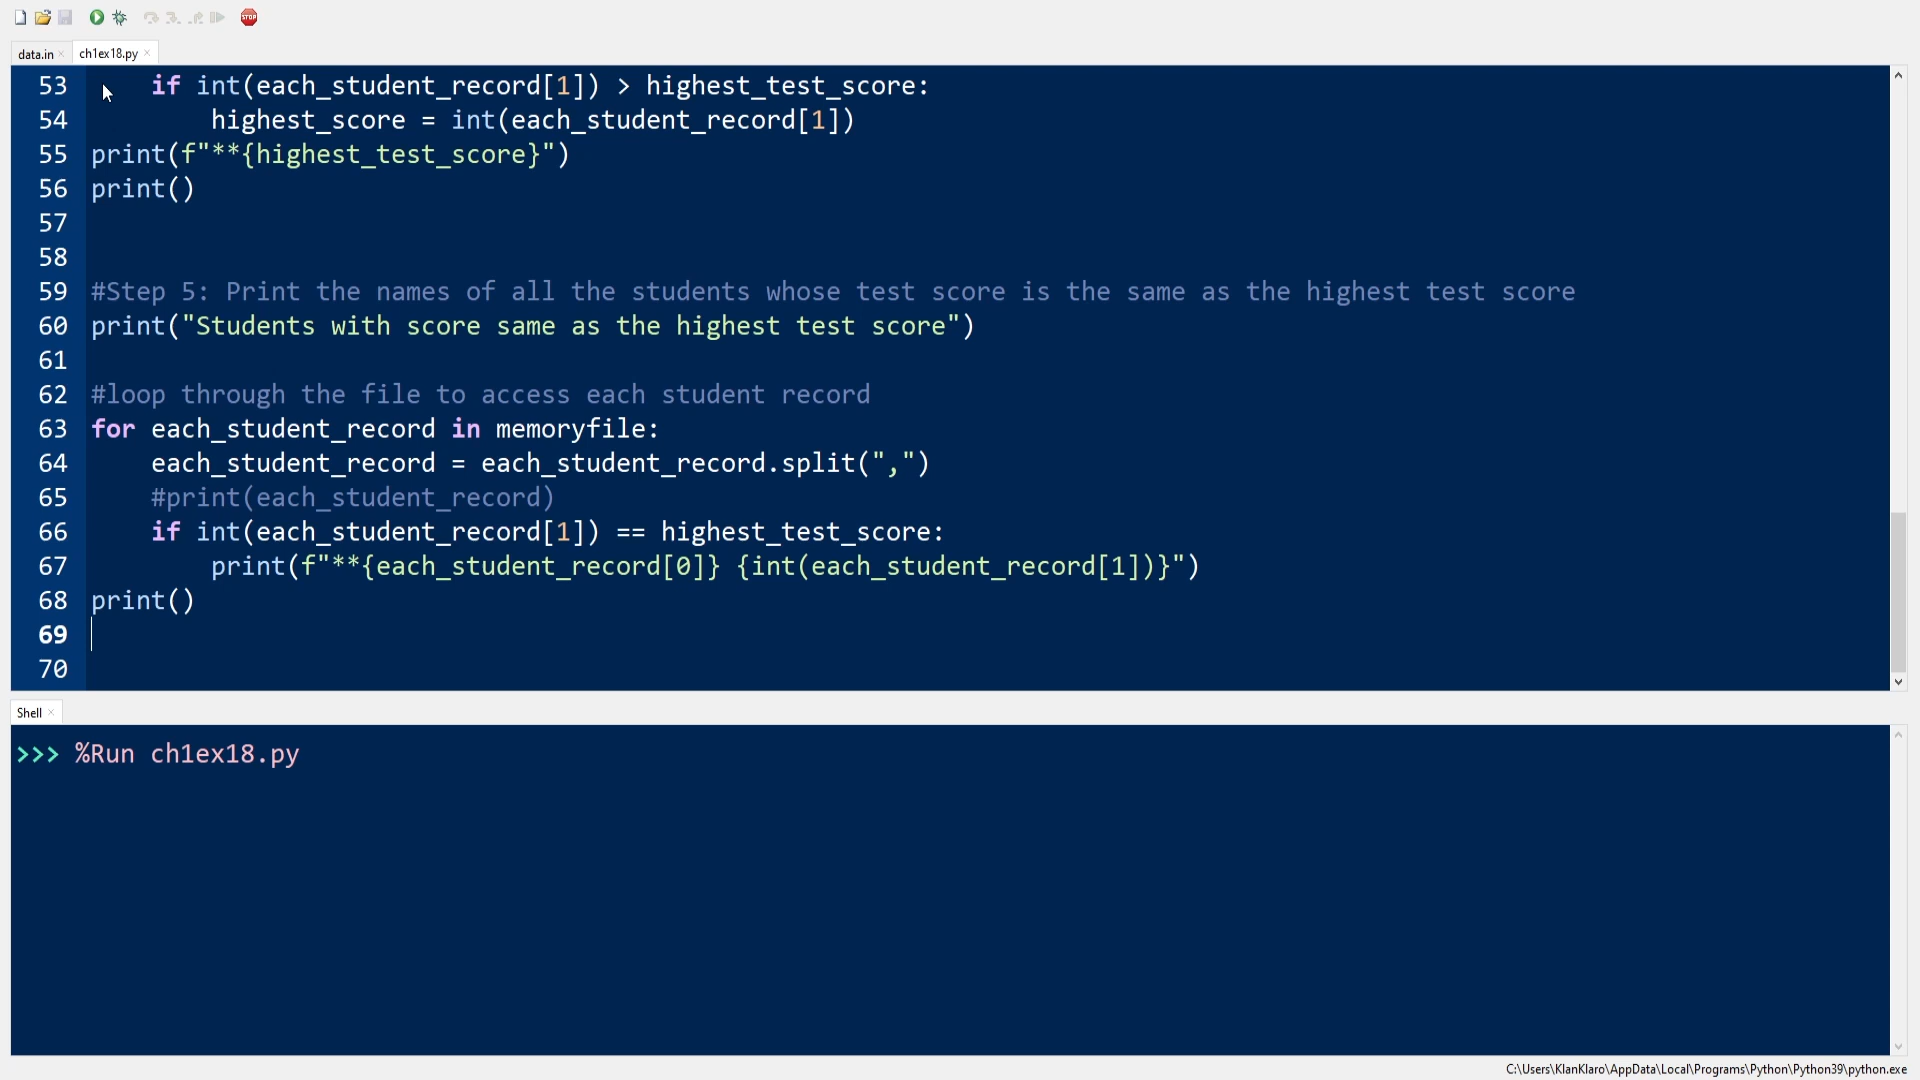 STOP
data.in × ch1ex18.py ×
53 if int(each_student_record[1]) > highest_test_score:
54 highest_score = int(each_student_record[1])
55 print(f"**{highest_test_score}")
56 print()
57
58
59 #Step 5: Print the names of all the students whose test score is the same as the highest test score
60 print("Students with score same as the highest test score")
61
62 #loop through the file to access each student record
63 for each_student_record in memoryfile:
64 each_student_record = each_student_record.split(",")
65 #print(each_student_record)
66 if int(each_student_record[1]) == highest_test_score:
67 print(f"**{each_student_record[0]} {int(each_student_record[1])}")
68 print()
69
70
Shell ×
>>> %Run ch1ex18.py
C:\Users\KlanKlaro\AppData\Local\Programs\Python\Python39\python.exe